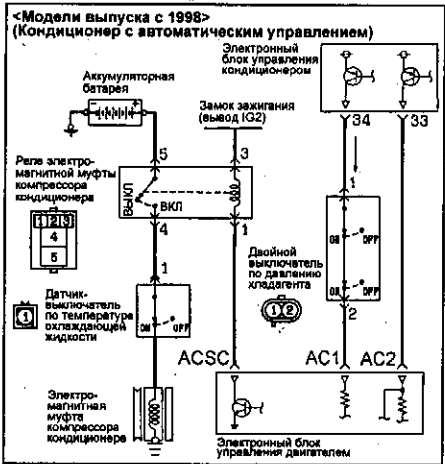 <Модели выпуска с 1998>
(Кондиционер с автоматическим управлением)
Электронный
блок управления
кондиционером
Аккумуляторная
батарея
- +
Замок зажигания
(вывод IG2)
34
33
5
3
Реле электро-
магнитной муфты
компрессора
кондиционера
ВЫКЛ
ВКЛ
1 2 3
4
5
4
1
1
ON OFF
Двойной
выключатель
по давлению
хладагента
1 2
ON OFF
2
1
Датчик-
выключатель
по температуре
охлаждающей
жидкости
1
ON OFF
ACSC
AC1
AC2
Электро-
магнитная
муфта
компрессора
кондиционера
Электронный блок
управления двигателем